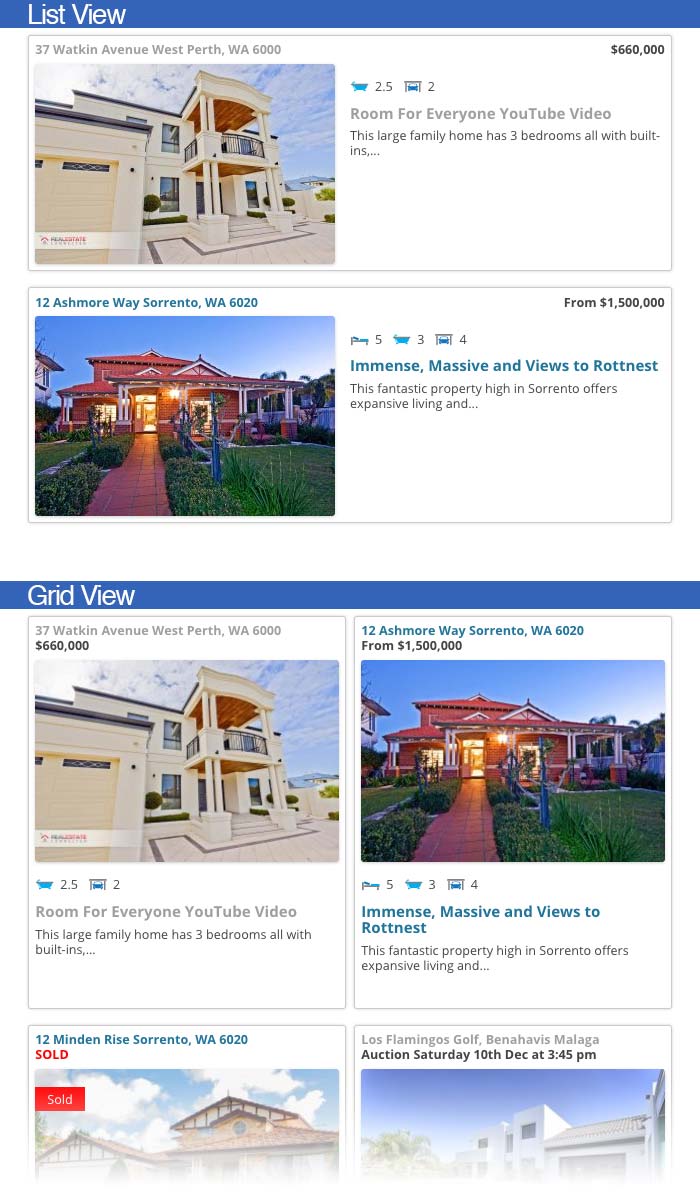 List View
37 Watkin Avenue West Perth, WA 6000
$660,000
2.5 2
Room For Everyone YouTube Video
This large family home has 3 bedrooms all with built-
ins,...
REALESTATE
12 Ashmore Way Sorrento, WA 6020
From $1,500,000
5 3 4
Immense, Massive and Views to Rottnest
This fantastic property high in Sorrento offers
expansive living and...
Grid View
37 Watkin Avenue West Perth, WA 6000
$660,000
REALESTATE
2.5 2
Room For Everyone YouTube Video
This large family home has 3 bedrooms all with
built-ins,...
12 Ashmore Way Sorrento, WA 6020
From $1,500,000
5 3 4
Immense, Massive and Views to
Rottnest
This fantastic property high in Sorrento offers
expansive living and...
12 Minden Rise Sorrento, WA 6020
SOLD
Sold
Los Flamingos Golf, Benahavis Malaga
Auction Saturday 10th Dec at 3:45 pm